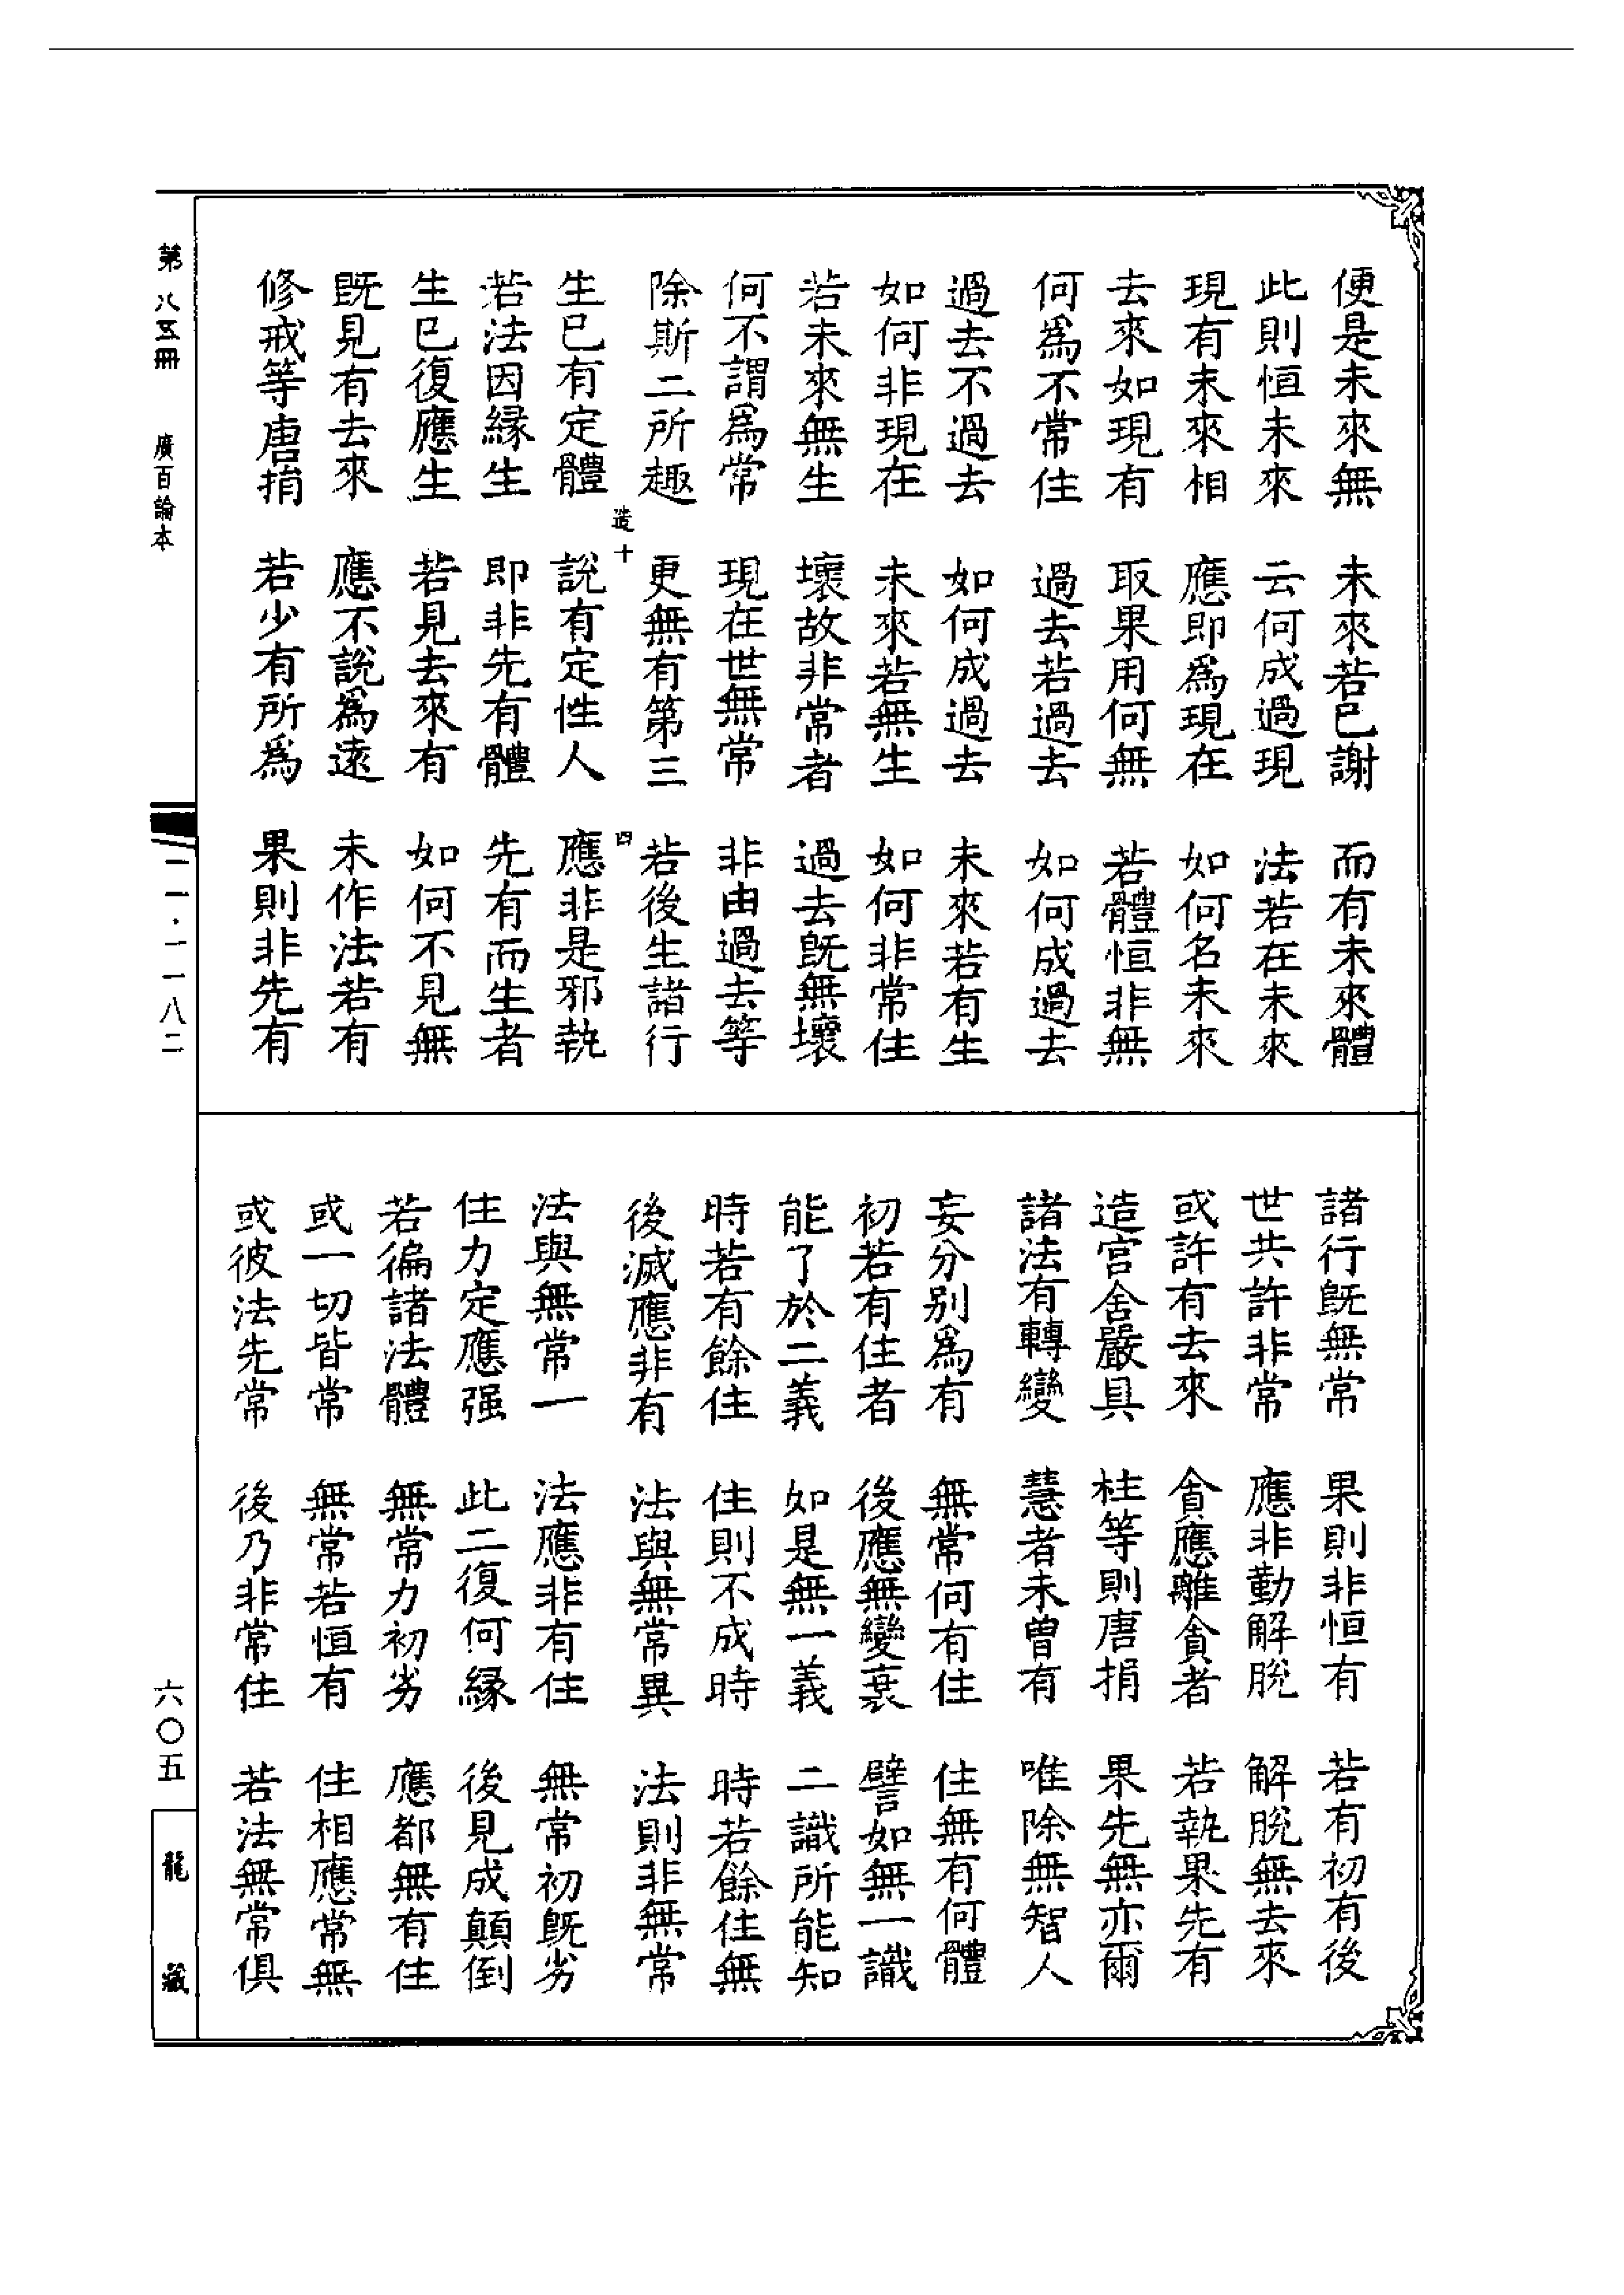 便是未來無　未來若已謝　而有未來體
此則恒未來　云何成過現　法若在未來
現有未來相　應即為現在　如何名未來
去來如現有　取果用何無　若體恒非無
何爲不常住　過去若過去　如何成過去
過去不過去　如何成過去　未來若有生
如何非現在　未來若無生　如何非常住
若未來無生　壞故非常者　過去旣無壞
何不謂爲常　現在世無常　非由過去等
除斯二所趣　更無有第三　若後生諸行
造十　四
生已有定體　說有定性人　應非是邪執
若法因緣生　即非先有體　先有而生者
生已復應生　若見去來有　如何不見無
旣見有去來　應不說爲遠　未作法若有
修戒等唐捐　若少有所爲　果則非先有
諸行旣無常　果則非恒有　若有初有後
世共許非常　應非勤解脫　解脫無去來
或許有去來　貪應離貪者　若執果先有
造宮舍嚴具　柱等則唐捐　果先無亦爾
諸法有轉變　慧者未曾有　唯除無智人
妄分別爲有　無常何有住　住無有何體
初若有住者　後應無變衰　譬如無一識
能了於二義　如是無一義　二識所能知
時若有餘住　住則不成時　時若餘住無
後滅應非有　法與無常異　法則非無常
法與無常一　法應非有住　無常初旣劣
住力定應强　此二復何緣　後見成顛倒
若徧諸法體　無常力初劣　應都無有住
或一切皆常　無常若恒有　住相應常無
或彼法先常　後乃非常住　若法無常俱
第八五冊　廣百論本　一一·一一八二　六〇五　龍藏